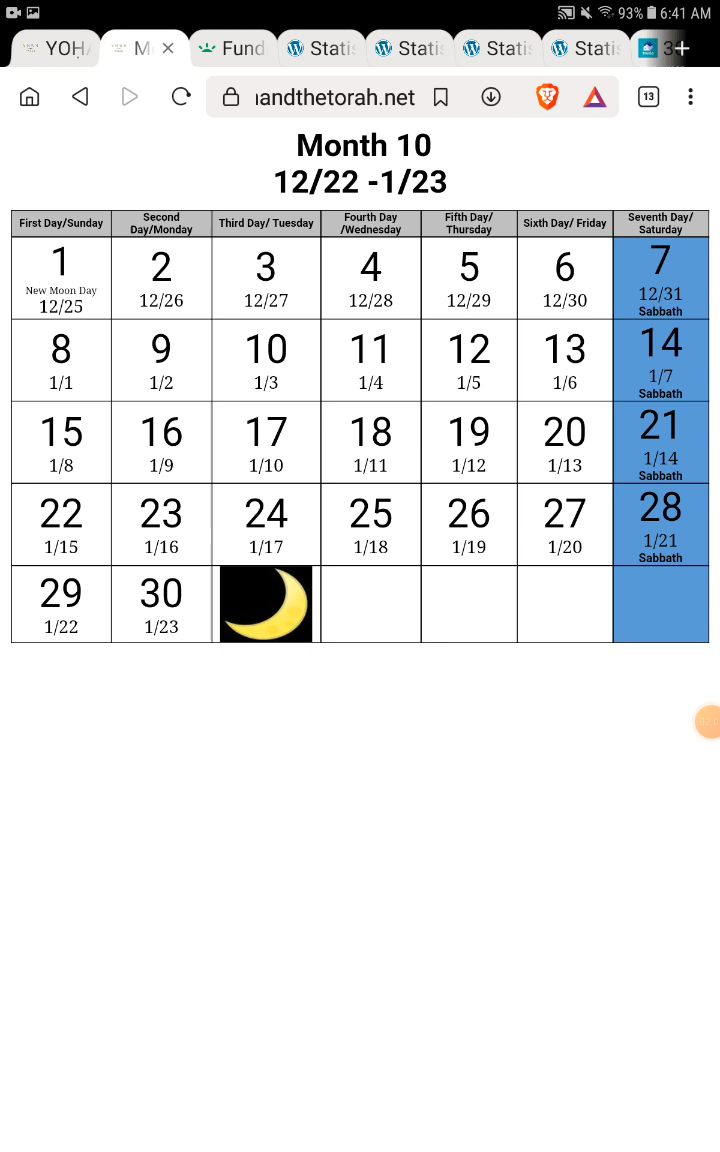 93% 6:41 AM
YOH M Fund Statis Statis Statis Statis 3
andthetorah.net 13
Month 10
12/22 -1/23
First Day/Sunday Second Day/Monday Third Day/ Tuesday Fourth Day /Wednesday Fifth Day/ Thursday Sixth Day/ Friday Seventh Day/ Saturday
1 2 3 4 5 6 7
New Moon Day
12/25 12/26 12/27 12/28 12/29 12/30 12/31
Sabbath
8 9 10 11 12 13 14
1/1 1/2 1/3 1/4 1/5 1/6 1/7
Sabbath
15 16 17 18 19 20 21
1/8 1/9 1/10 1/11 1/12 1/13 1/14
Sabbath
22 23 24 25 26 27 28
1/15 1/16 1/17 1/18 1/19 1/20 1/21
Sabbath
29 30
1/22 1/23